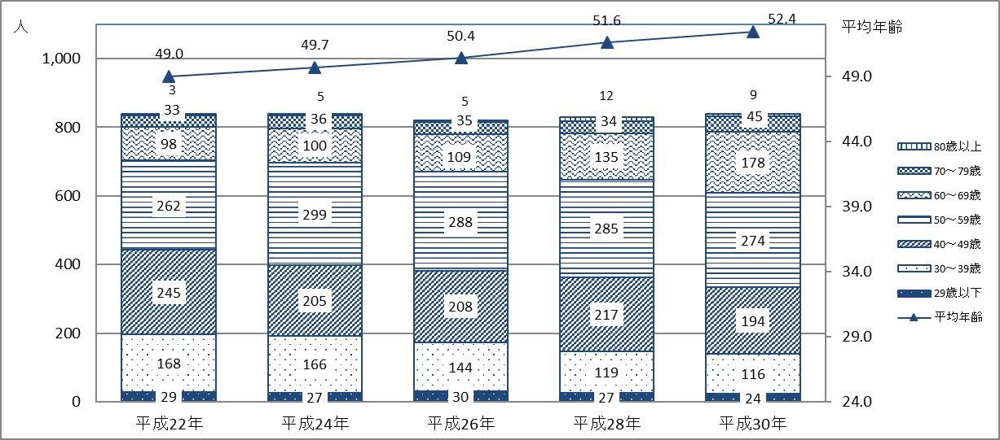 人
平均年齢
49.0 49.7 50.4 51.6 52.4
1,000
800
600
400
200
0
49.0
44.0
39.0
34.0
29.0
24.0
3 5 5 12 9
33 36 35 34 45
98 100 109 135 178
262 299 288 285 274
245 205 208 217 194
168 166 144 119 116
29 27 30 27 24
平成22年 平成24年 平成26年 平成28年 平成30年
80歳以上
70～79歳
60～69歳
50～59歳
40～49歳
30～39歳
29歳以下
平均年齢